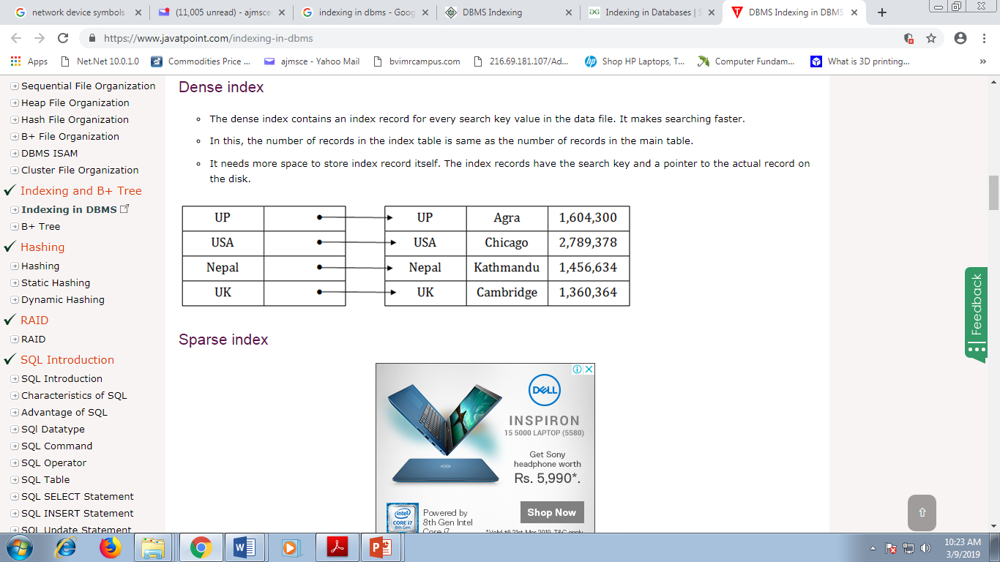 network device symbols
(11,005 unread) - ajmsce
indexing in dbms - Goog
DBMS Indexing
Indexing in Databases | S
DBMS Indexing in DBMS
https://www.javatpoint.com/indexing-in-dbms
Apps
Net.Net 10.0.1.0
Commodities Price ...
ajmsce - Yahoo Mail
bvimrcampus.com
216.69.181.107/Ad...
Shop HP Laptops, T...
Computer Fundam...
What is 3D printing...
»
Sequential File Organization
Heap File Organization
Hash File Organization
B+ File Organization
DBMS ISAM
Cluster File Organization
Indexing and B+ Tree
Indexing in DBMS
B+ Tree
Hashing
Hashing
Static Hashing
Dynamic Hashing
RAID
RAID
SQL Introduction
SQL Introduction
Characteristics of SQL
Advantage of SQL
SQl Datatype
SQL Command
SQL Operator
SQL Table
SQL SELECT Statement
SQL INSERT Statement
SQL Update Statement
Dense index
The dense index contains an index record for every search key value in the data file. It makes searching faster.
In this, the number of records in the index table is same as the number of records in the main table.
It needs more space to store index record itself. The index records have the search key and a pointer to the actual record on
the disk.
UP UP Agra 1,604,300
USA USA Chicago 2,789,378
Nepal Nepal Kathmandu 1,456,634
UK UK Cambridge 1,360,364
Sparse index
DELL
INSPIRON
15 5000 LAPTOP (5580)
Get Sony
headphone worth
Rs. 5,990*.
Shop Now
intel
CORE i7
8th Gen
Powered by
8th Gen Intel
Core i7
*Valid till 31st Mar 2019. T&C apply
Feedback
10:23 AM
3/9/2019